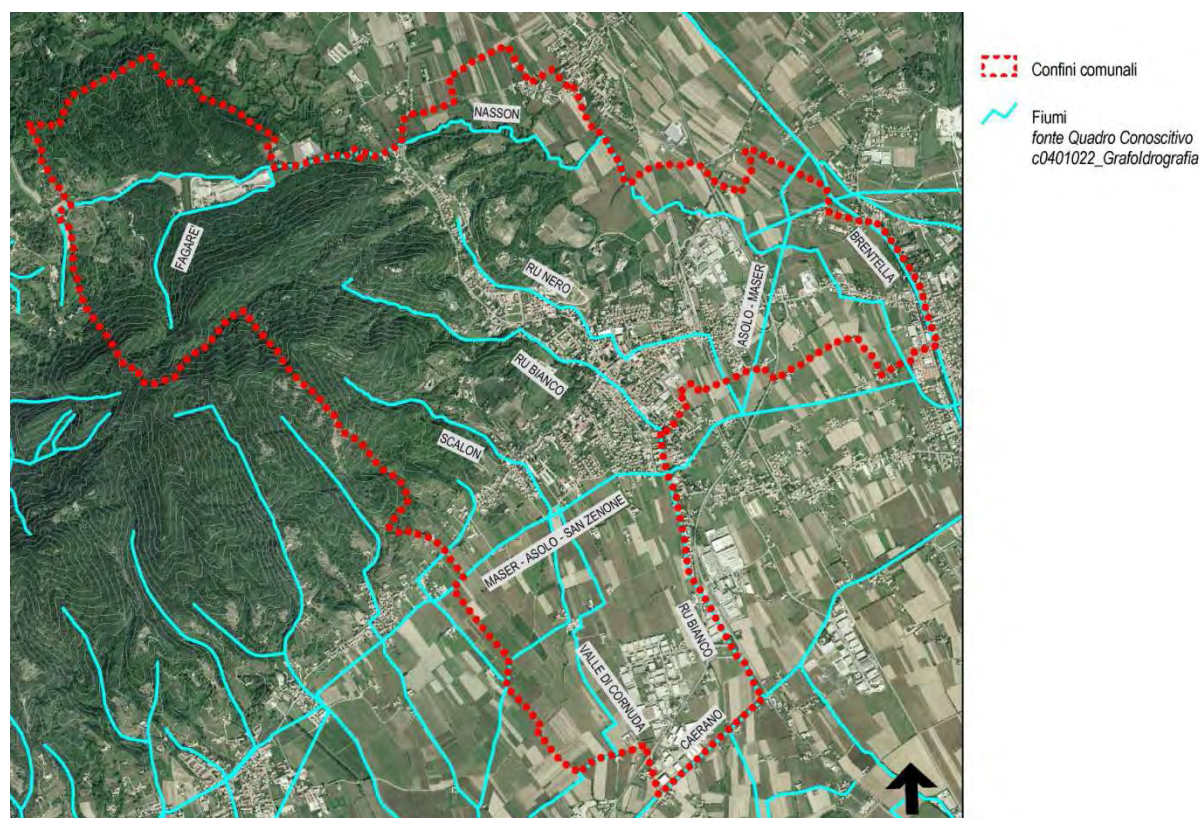 Confini comunali
Fiumi
fonte Quadro Conoscitivo
c0401022_GrafoIdrografia
NASSON
FAGARE
RU NERO
BRENTELLA
ASOLO - MASER
RU BIANCO
SCALON
MASER - ASOLO - SAN ZENONE
RU BIANCO
VALLE DI CORNUDA
CAERANO